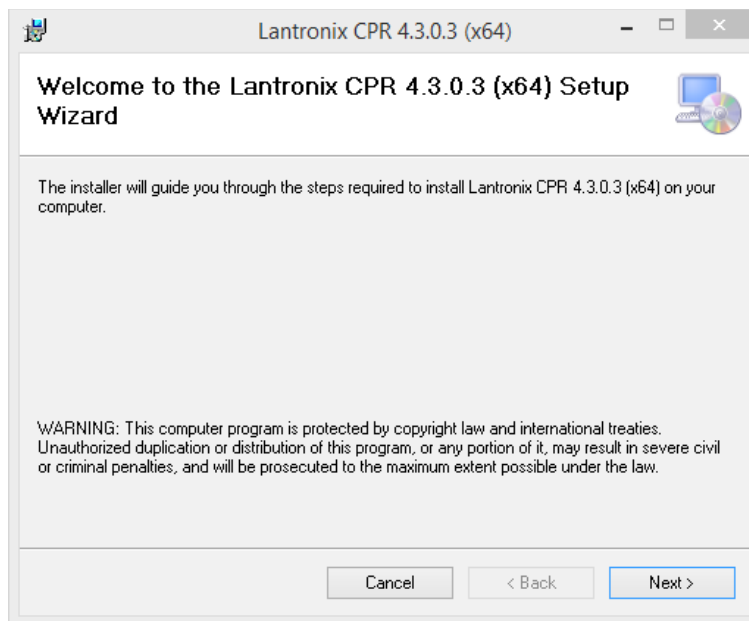 Lantronix CPR 4.3.0.3 (x64)
Welcome to the Lantronix CPR 4.3.0.3 (x64) Setup
Wizard
The installer will guide you through the steps required to install Lantronix CPR 4.3.0.3 (x64) on your
computer.
WARNING: This computer program is protected by copyright law and international treaties.
Unauthorized duplication or distribution of this program, or any portion of it, may result in severe civil
or criminal penalties, and will be prosecuted to the maximum extent possible under the law.
Cancel < Back Next >